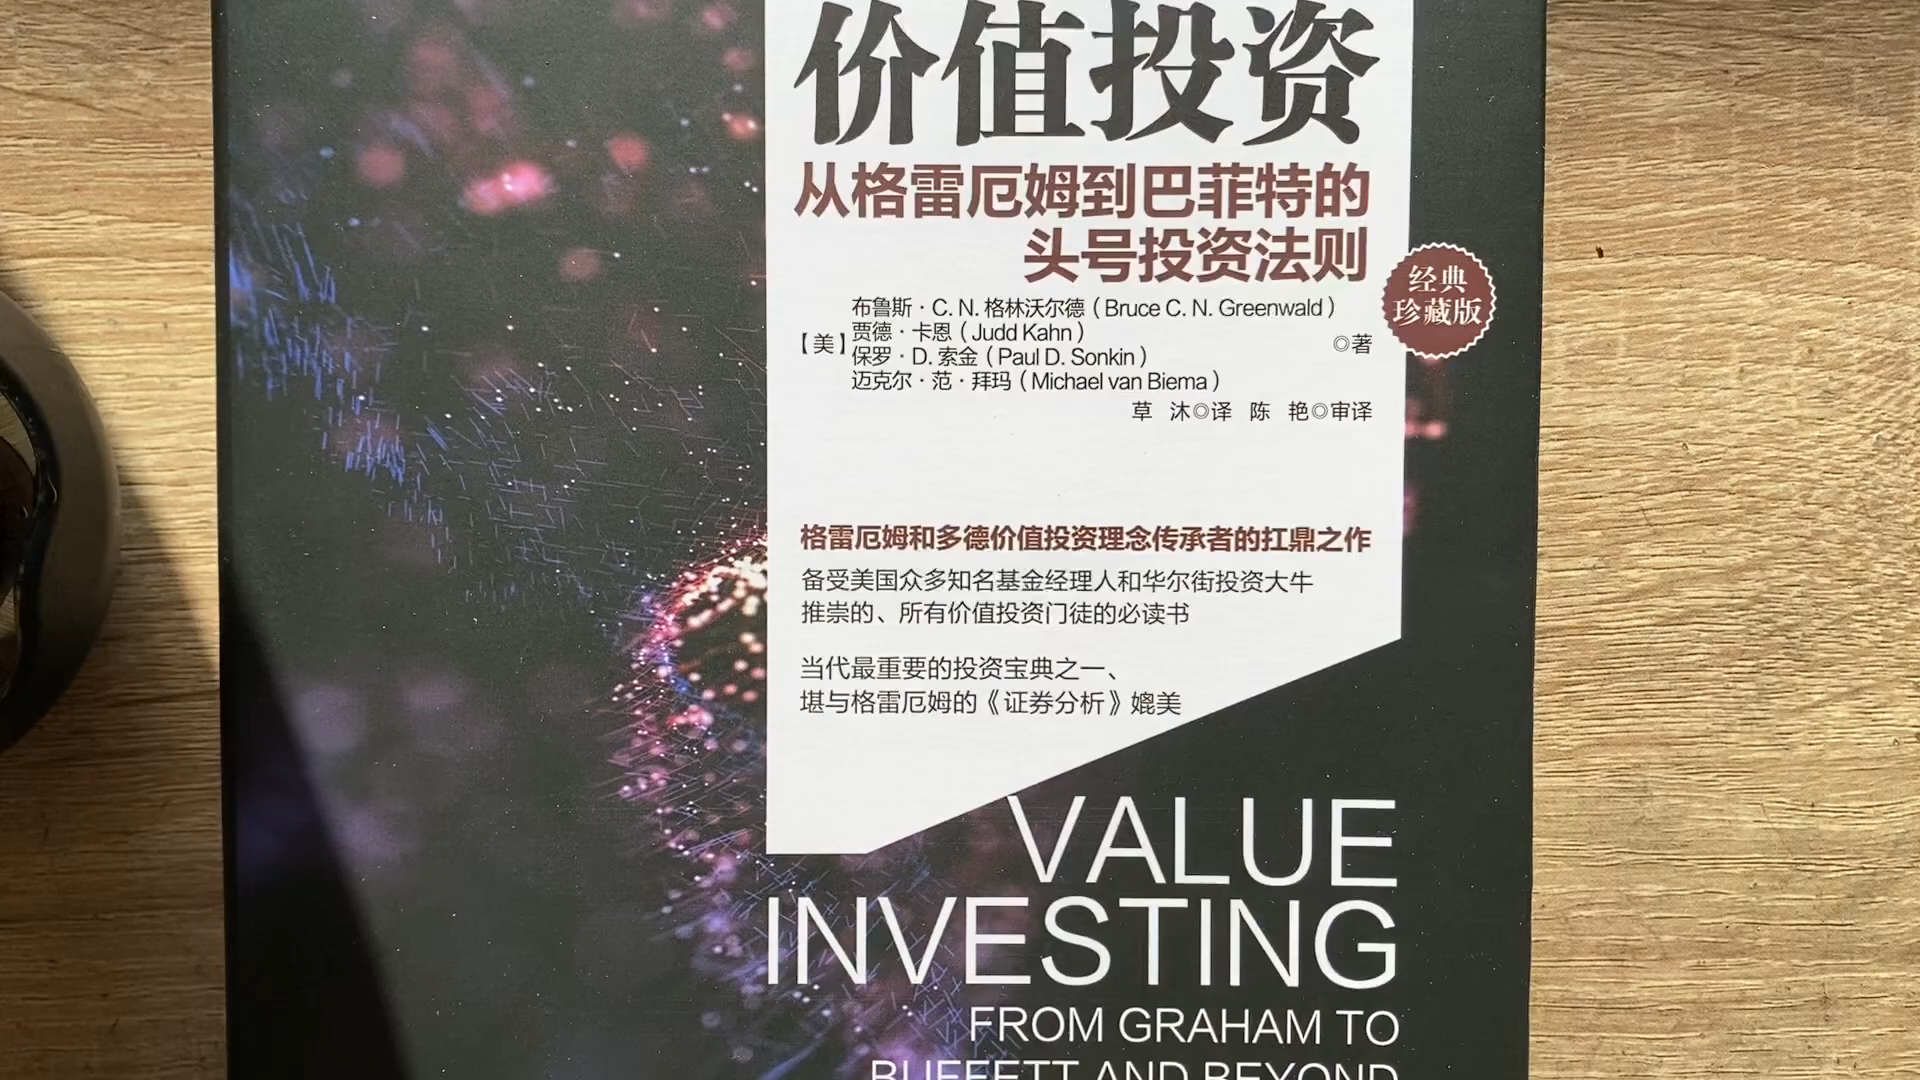 价值投资
从格雷厄姆到巴菲特的
头号投资法则
经典
珍藏版
布鲁斯·C. N. 格林沃尔德（Bruce C. N. Greenwald）
【美】贾德·卡恩（Judd Kahn）
保罗·D. 索金（Paul D. Sonkin）
◎著
迈克尔·范·拜玛（Michael van Biema）
草 沐◎译 陈 艳◎审译
格雷厄姆和多德价值投资理念传承者的扛鼎之作
备受美国众多知名基金经理人和华尔街投资大牛
推崇的、所有价值投资门徒的必读书
当代最重要的投资宝典之一、
堪与格雷厄姆的《证券分析》媲美
VALUE
INVESTING
FROM GRAHAM TO
BUFFETT AND BEYOND